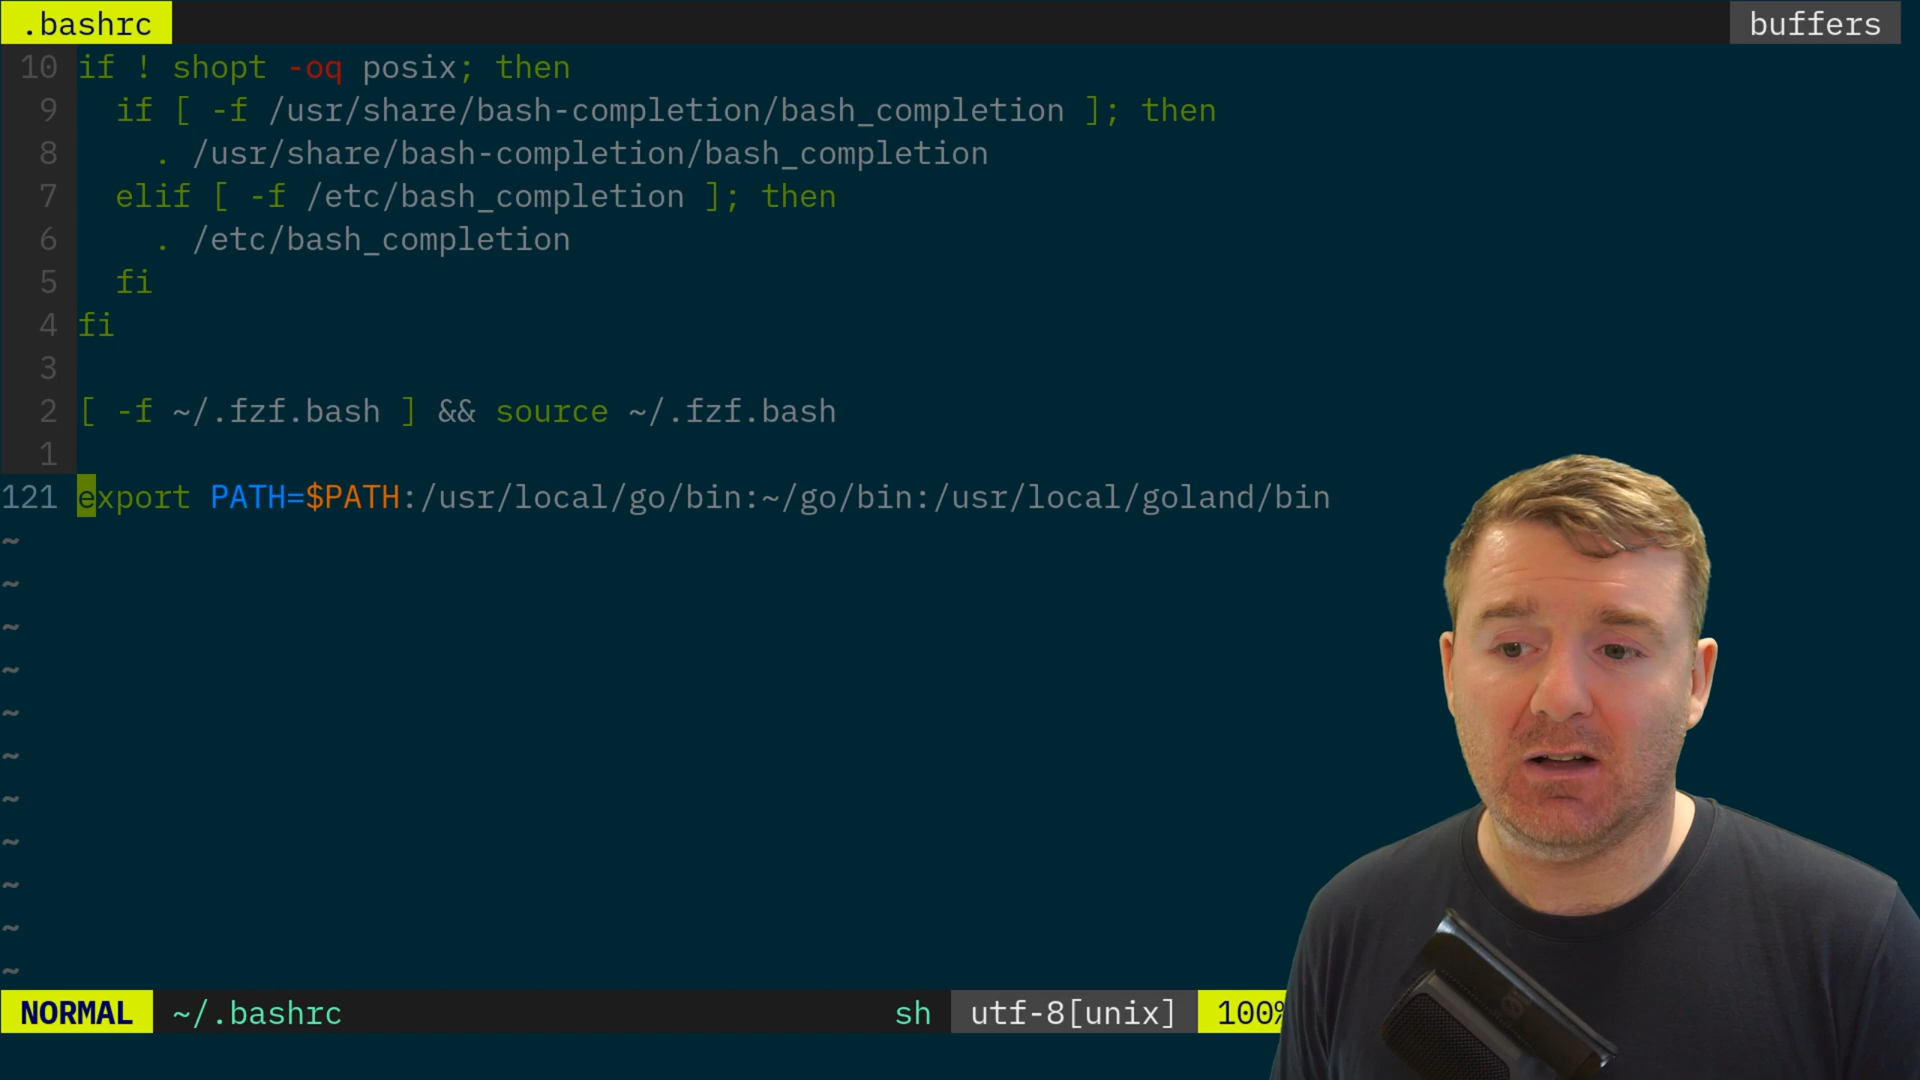 .bashrc buffers
10 if ! shopt -oq posix; then
9   if [ -f /usr/share/bash-completion/bash_completion ]; then
8     . /usr/share/bash-completion/bash_completion
7   elif [ -f /etc/bash_completion ]; then
6     . /etc/bash_completion
5   fi
4 fi
3
2 [ -f ~/.fzf.bash ] && source ~/.fzf.bash
1
121 export PATH=$PATH:/usr/local/go/bin:~/go/bin:/usr/local/goland/bin
~
~
~
~
~
~
~
~
~
~
~
NORMAL ~/.bashrc sh utf-8[unix] 100%